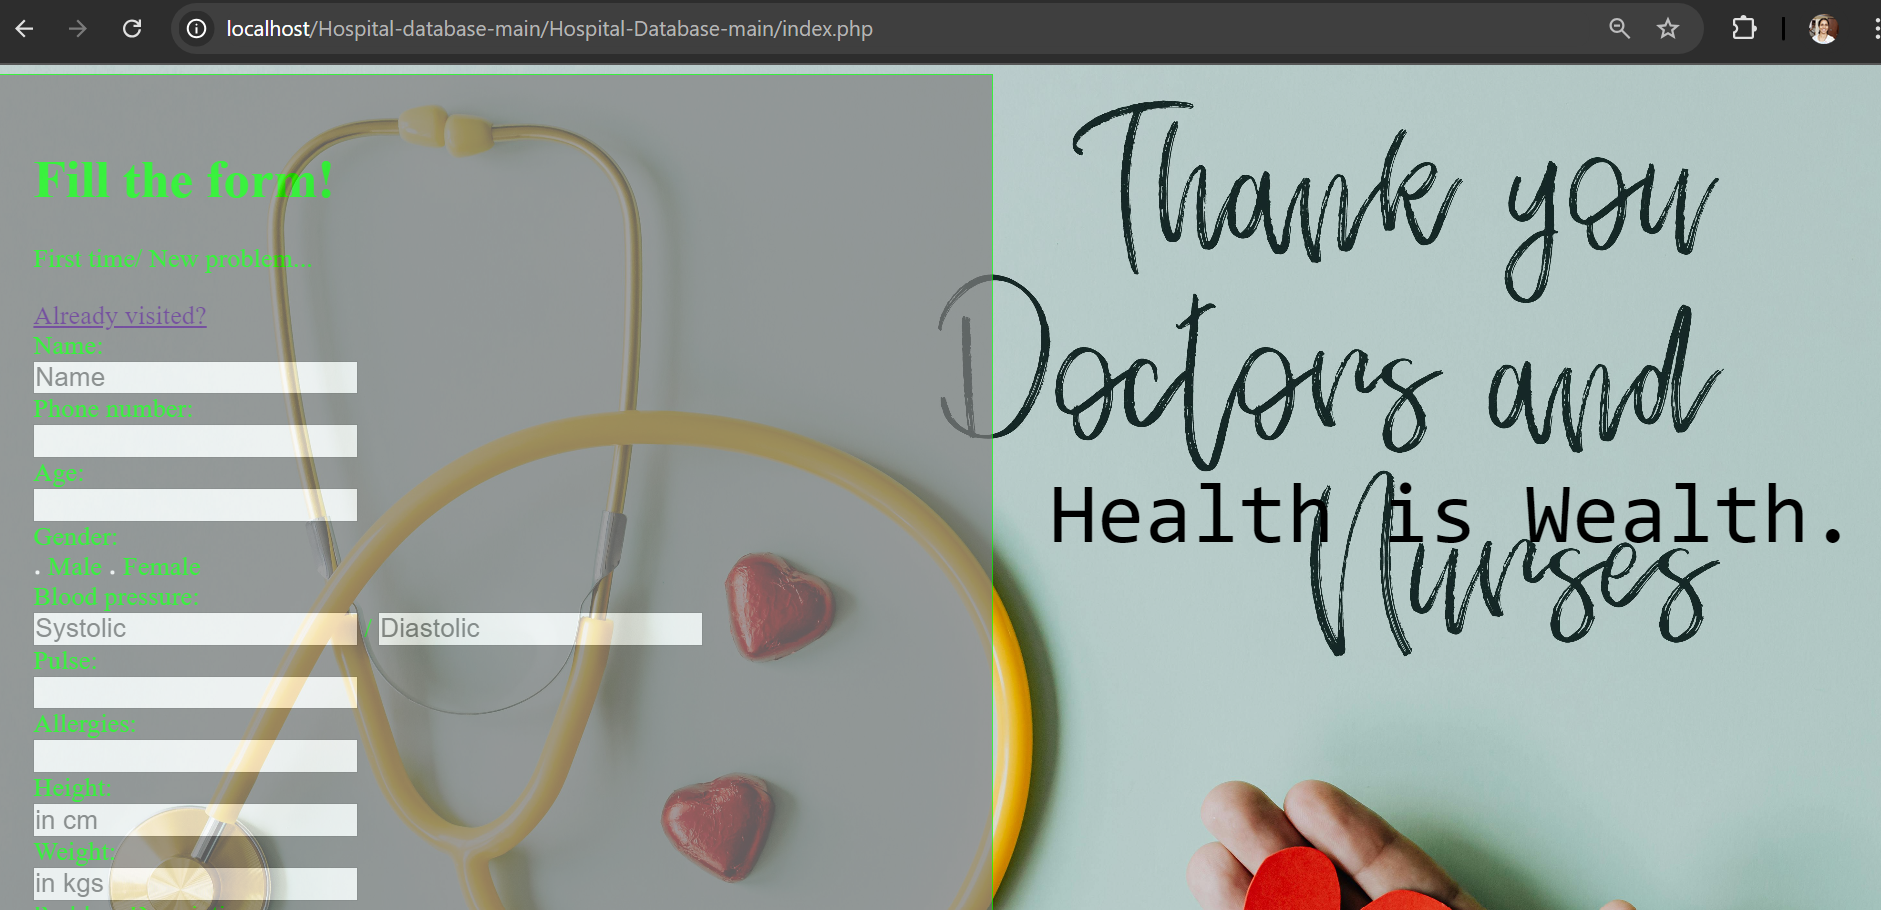 localhost/Hospital-database-main/Hospital-Database-main/index.php
Fill the form!
First time/ New problem...
Already visited?
Name:
Name
Phone number:
Age:
Gender:
. Male . Female
Blood pressure:
Systolic / Diastolic
Pulse:
Allergies:
Height:
in cm
Weight:
in kgs
Thank you
Doctors and
Nurses
Health is Wealth.